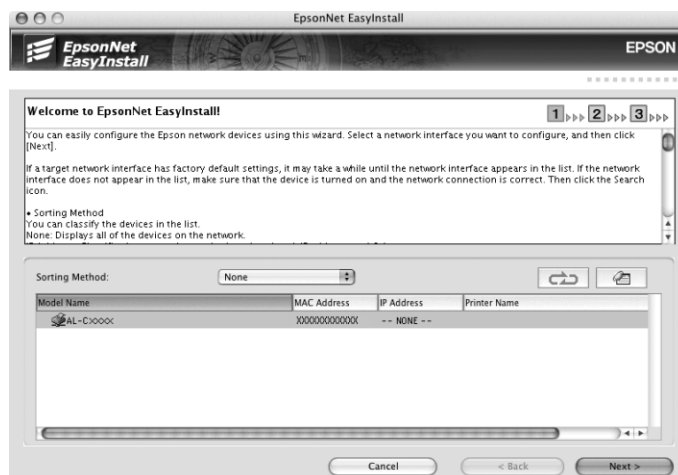 EpsonNet EasyInstall
EpsonNet
EasyInstall
EPSON
Welcome to EpsonNet EasyInstall!
1 2 3
You can easily configure the Epson network devices using this wizard. Select a network interface you want to configure, and then click
[Next].
If a target network interface has factory default settings, it may take a while until the network interface appears in the list. If the network
interface does not appear in the list, make sure that the device is turned on and the network connection is correct. Then click the Search
icon.
• Sorting Method
You can classify the devices in the list.
None: Displays all of the devices on the network.
Sorting Method:
None
Model Name MAC Address IP Address Printer Name
AL-CXXXX XXXXXXXXXXXX -- NONE --
Cancel < Back Next >